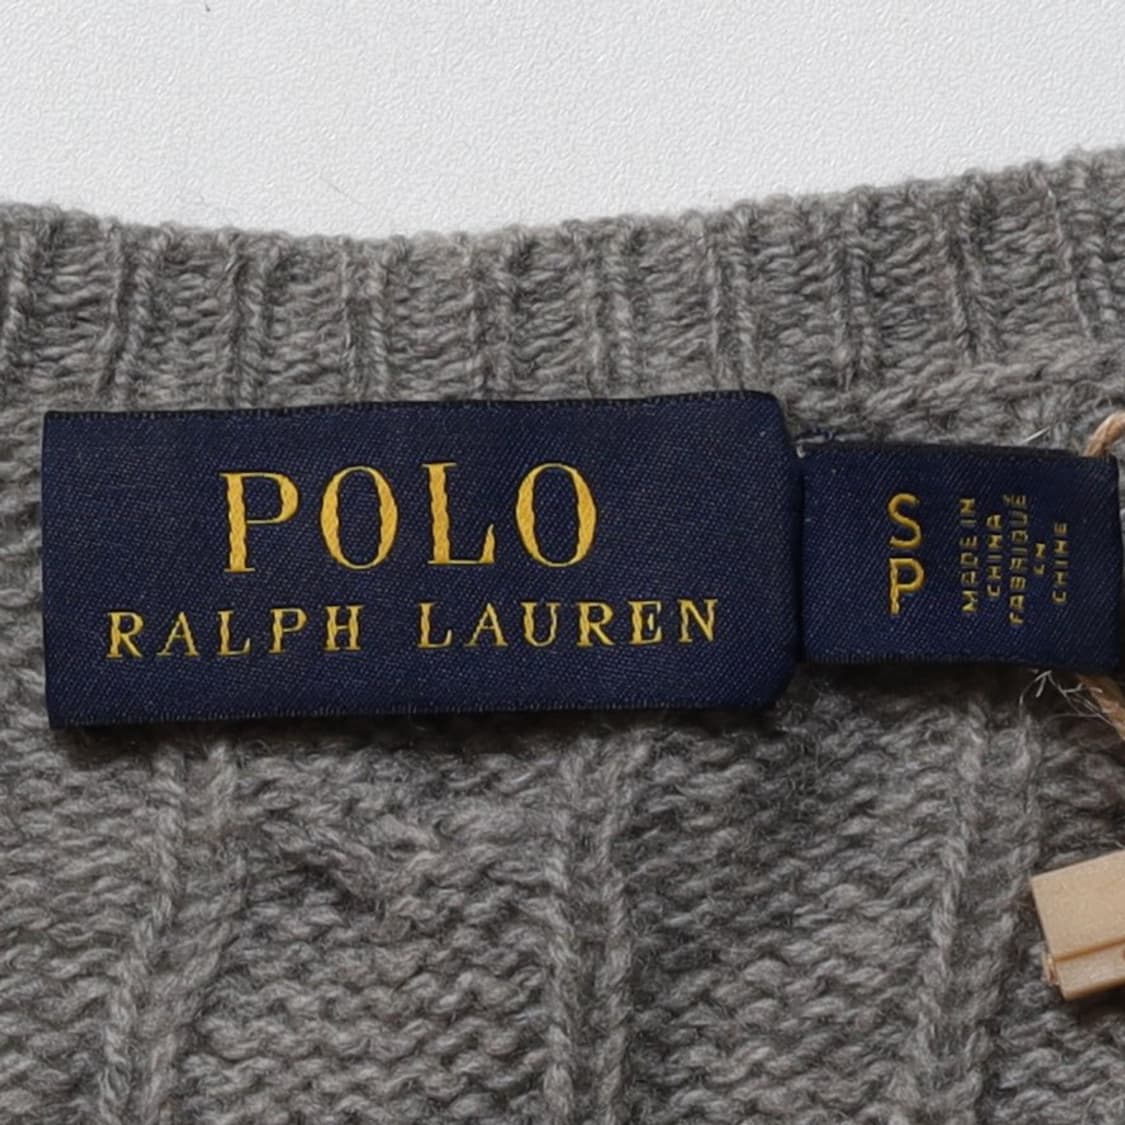 POLO
RALPH LAUREN
S
P
MADE IN
CHINA
FABRIQUÉ
EN
CHINE